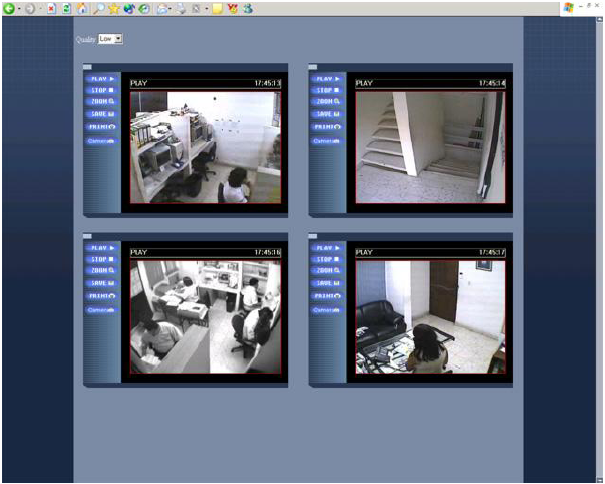 Quality Low
PLAY
STOP
ZOOM
SAVE
PRINT
Camera
PLAY 17:45:13
PLAY
STOP
ZOOM
SAVE
PRINT
Camera
PLAY 17:45:14
PLAY
STOP
ZOOM
SAVE
PRINT
Camera
PLAY 17:45:16
PLAY
STOP
ZOOM
SAVE
PRINT
Camera
PLAY 17:45:17